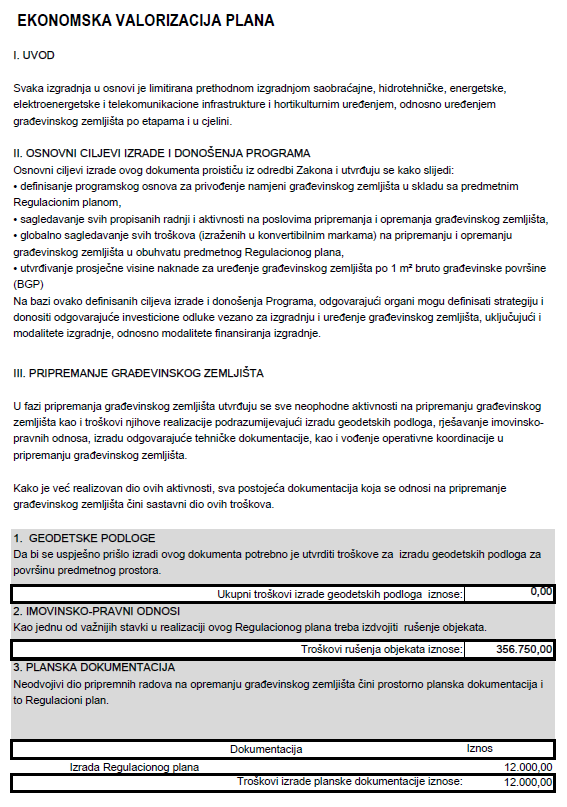 EKONOMSKA VALORIZACIJA PLANA
I. UVOD
Svaka izgradnja u osnovi je limitirana prethodnom izgradnjom saobraćajne, hidrotehničke, energetske,
elektroenergetske i telekomunikacione infrastrukture i hortikulturnim uređenjem, odnosno uređenjem
građevinskog zemljišta po etapama i u cjelini.
II. OSNOVNI CILJEVI IZRADE I DONOŠENJA PROGRAMA
Osnovni ciljevi izrade ovog dokumenta proističu iz odredbi Zakona i utvrđuju se kako slijedi:
• definisanje programskog osnova za privođenje namjeni građevinskog zemljišta u skladu sa predmetnim
Regulacionim planom,
• sagledavanje svih propisanih radnji i aktivnosti na poslovima pripremanja i opremanja građevinskog zemljišta,
• globalno sagledavanje svih troškova (izraženih u konvertibilnim markama) na pripremanju i opremanju
građevinskog zemljišta u obuhvatu predmetnog Regulacionog plana,
• utvrđivanje prosječne visine naknade za uređenje građevinskog zemljišta po 1 m² bruto građevinske površine
(BGP)
Na bazi ovako definisanih ciljeva izrade i donošenja Programa, odgovarajući organi mogu definisati strategiju i
donositi odgovarajuće investicione odluke vezano za izgradnju i uređenje građevinskog zemljišta, uključujući i
modalitete izgradnje, odnosno modalitete finansiranja izgradnje.
III. PRIPREMANJE GRAĐEVINSKOG ZEMLJIŠTA
U fazi pripremanja građevinskog zemljišta utvrđuju se sve neophodne aktivnosti na pripremanju građevinskog
zemljišta kao i troškovi njihove realizacije podrazumijevajući izradu geodetskih podloga, rješavanje imovinsko-
pravnih odnosa, izradu odgovarajuće tehničke dokumentacije, kao i vođenje operativne koordinacije u
pripremanju građevinskog zemljišta.
Kako je već realizovan dio ovih aktivnosti, sva postojeća dokumentacija koja se odnosi na pripremanje
građevinskog zemljišta čini sastavni dio ovih troškova.
1. GEODETSKE PODLOGE
Da bi se uspješno prišlo izradi ovog dokumenta potrebno je utvrditi troškove za izradu geodetskih podloga za
površinu predmetnog prostora.
Ukupni troškovi izrade geodetskih podloga iznose: 0,00
2. IMOVINSKO-PRAVNI ODNOSI
Kao jednu od važnijih stavki u realizaciji ovog Regulacionog plana treba izdvojiti rušenje objekata.
Troškovi rušenja objekata iznose: 356.750,00
3. PLANSKA DOKUMENTACIJA
Neodvojivi dio pripremnih radova na opremanju građevinskog zemljišta čini prostorno planska dokumentacija i
to Regulacioni plan.
Dokumentacija Iznos
Izrada Regulacionog plana 12.000,00
Troškovi izrade planske dokumentacije iznose: 12.000,00